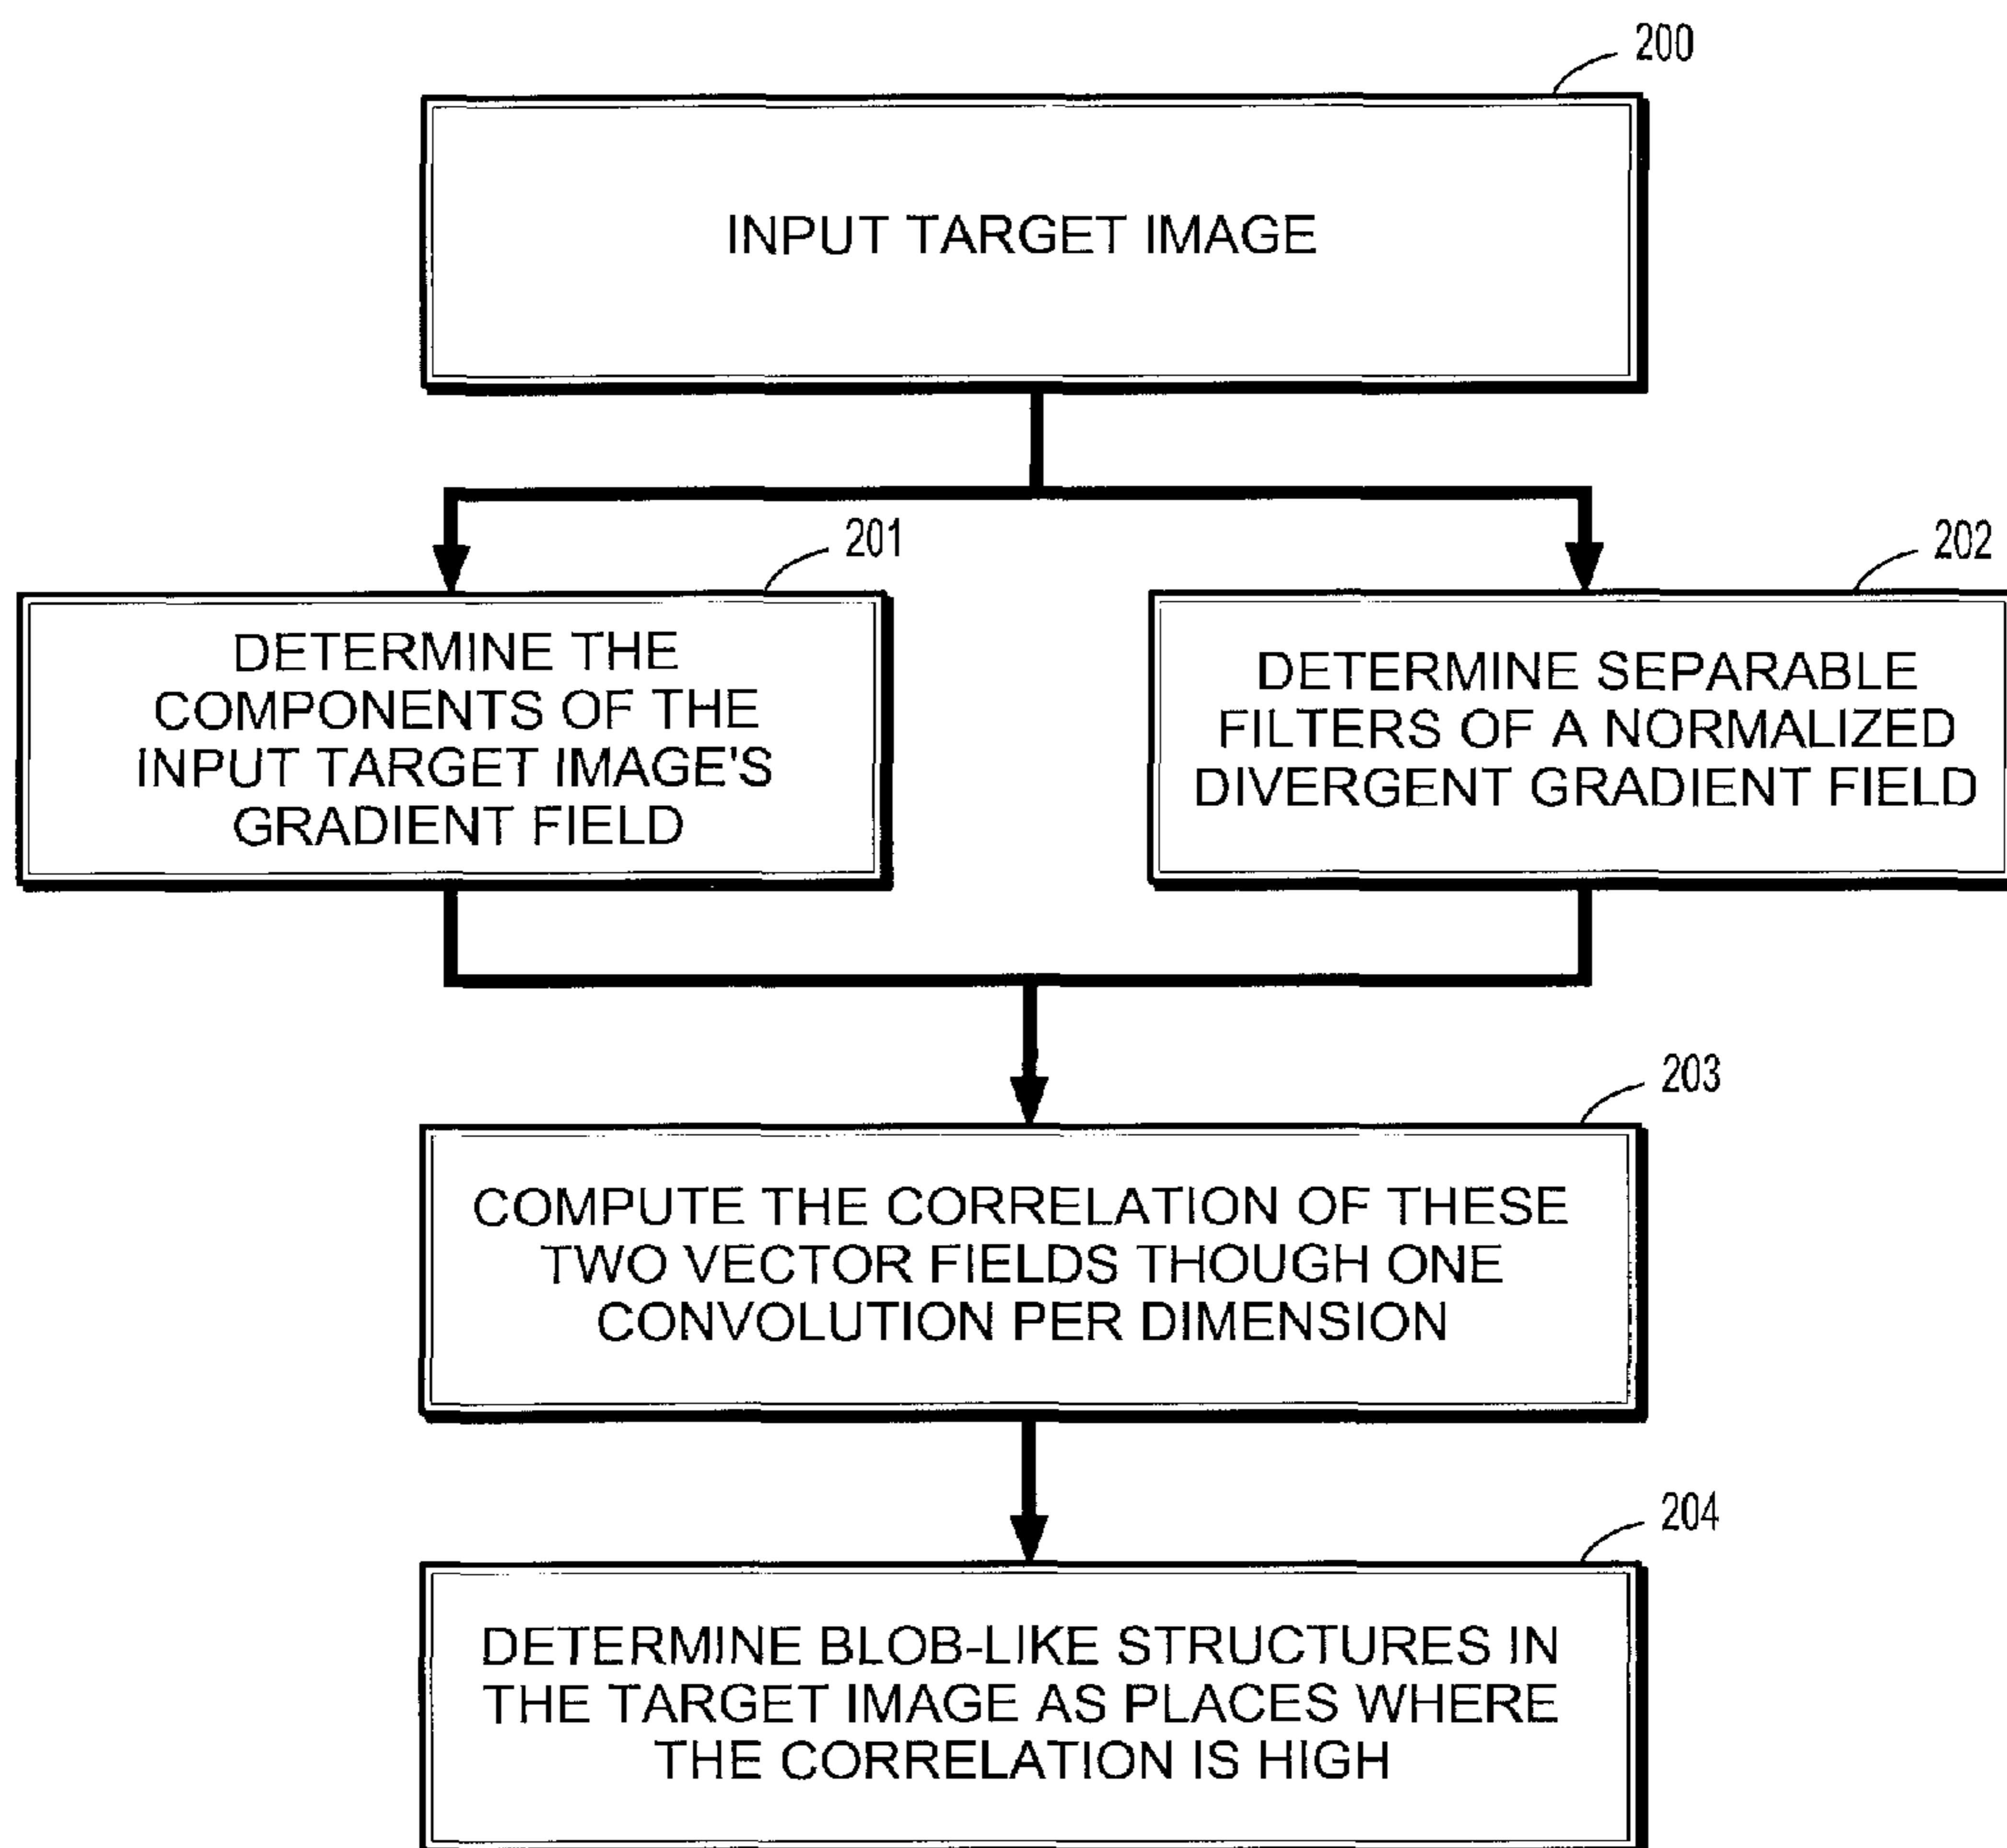 200
INPUT TARGET IMAGE
201
DETERMINE THE
COMPONENTS OF THE
INPUT TARGET IMAGE'S
GRADIENT FIELD
202
DETERMINE SEPARABLE
FILTERS OF A NORMALIZED
DIVERGENT GRADIENT FIELD
203
COMPUTE THE CORRELATION OF THESE
TWO VECTOR FIELDS THOUGH ONE
CONVOLUTION PER DIMENSION
204
DETERMINE BLOB-LIKE STRUCTURES IN
THE TARGET IMAGE AS PLACES WHERE
THE CORRELATION IS HIGH